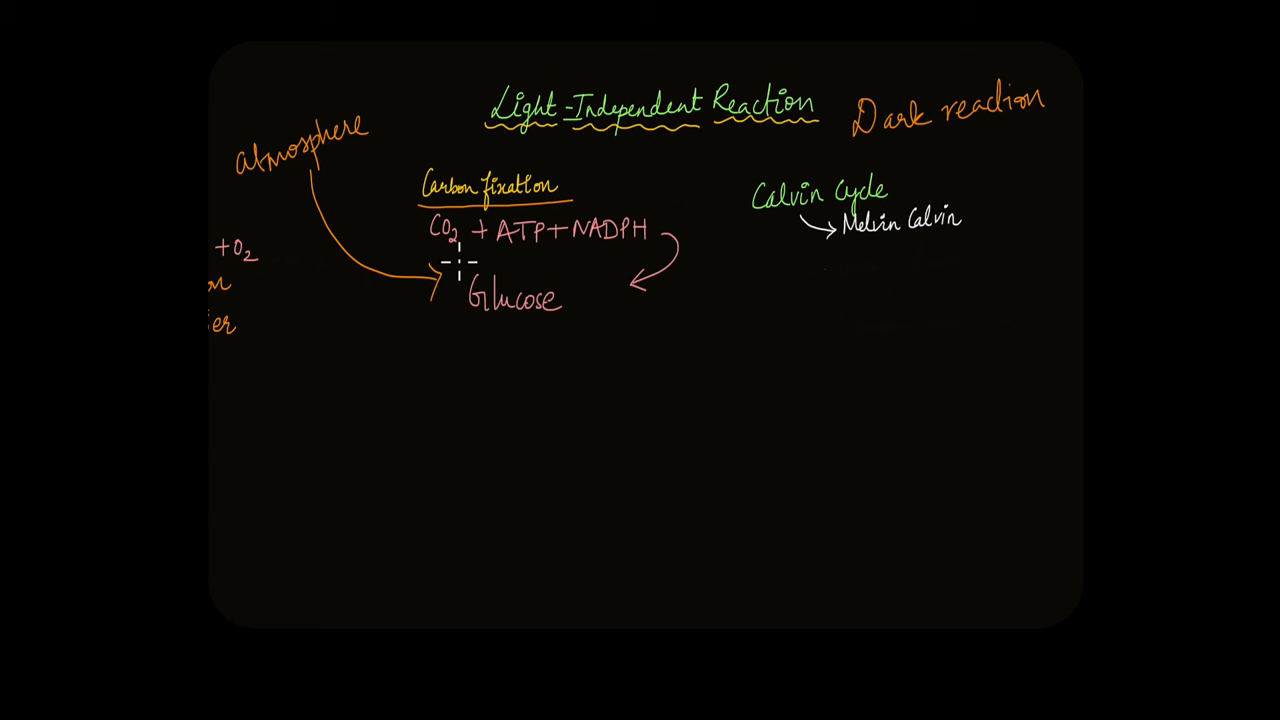 Light-Independent Reaction
Dark reaction
atmosphere
Carbon fixation
CO2 + ATP + NADPH
Glucose
Calvin Cycle
Melvin Calvin
+O2